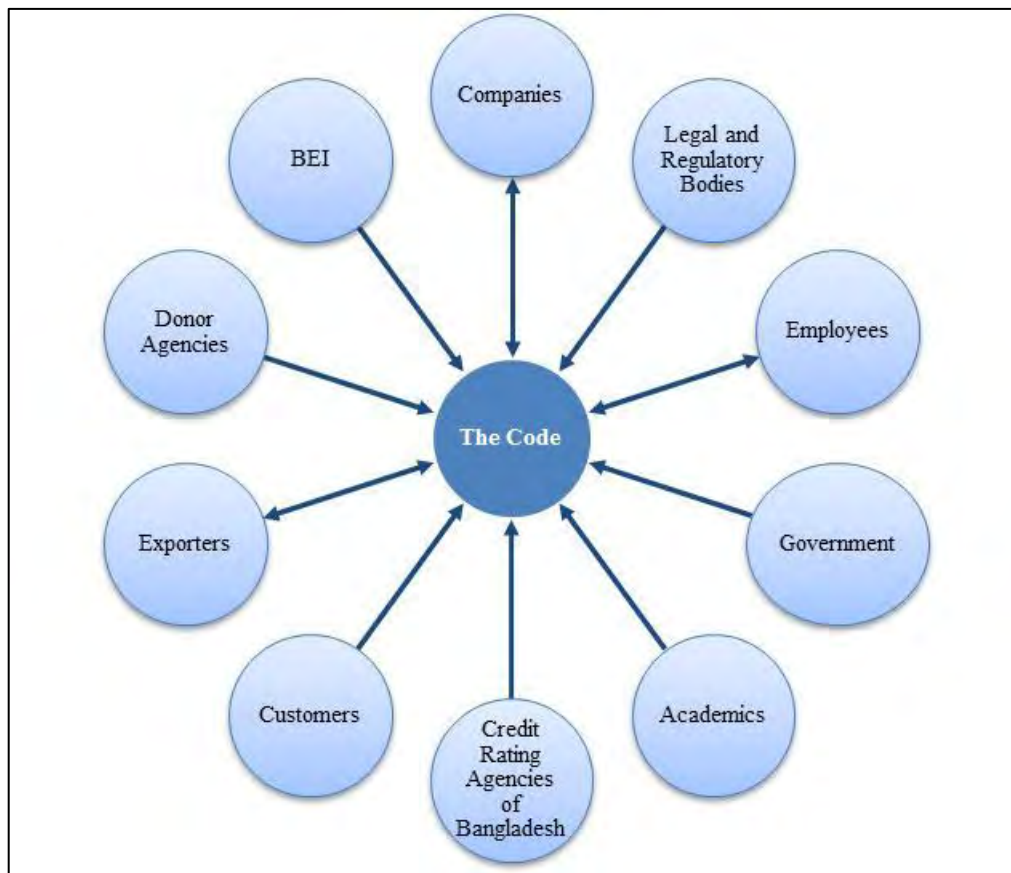 Companies
Legal and
Regulatory
Bodies
BEI
Donor
Agencies
Employees
The Code
Exporters
Government
Customers
Academics
Credit
Rating
Agencies
of
Bangladesh